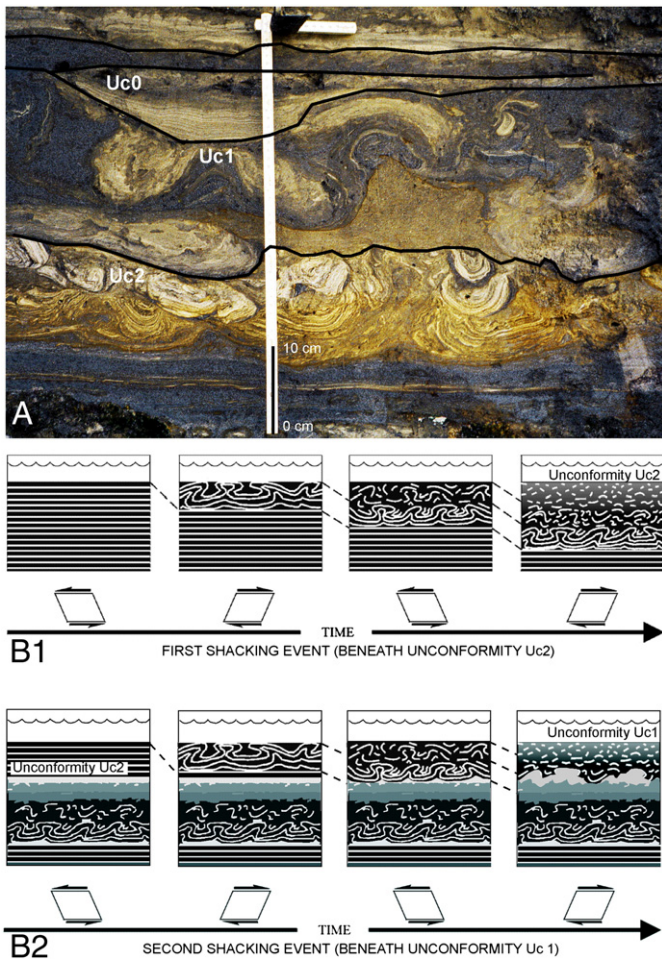 Uc0
Uc1
Uc2
10 cm
0 cm
A
Unconformity Uc2
TIME
B1
FIRST SHACKING EVENT (BENEATH UNCONFORMITY Uc2)
Unconformity Uc1
Unconformity Uc2
TIME
B2
SECOND SHACKING EVENT (BENEATH UNCONFORMITY Uc 1)